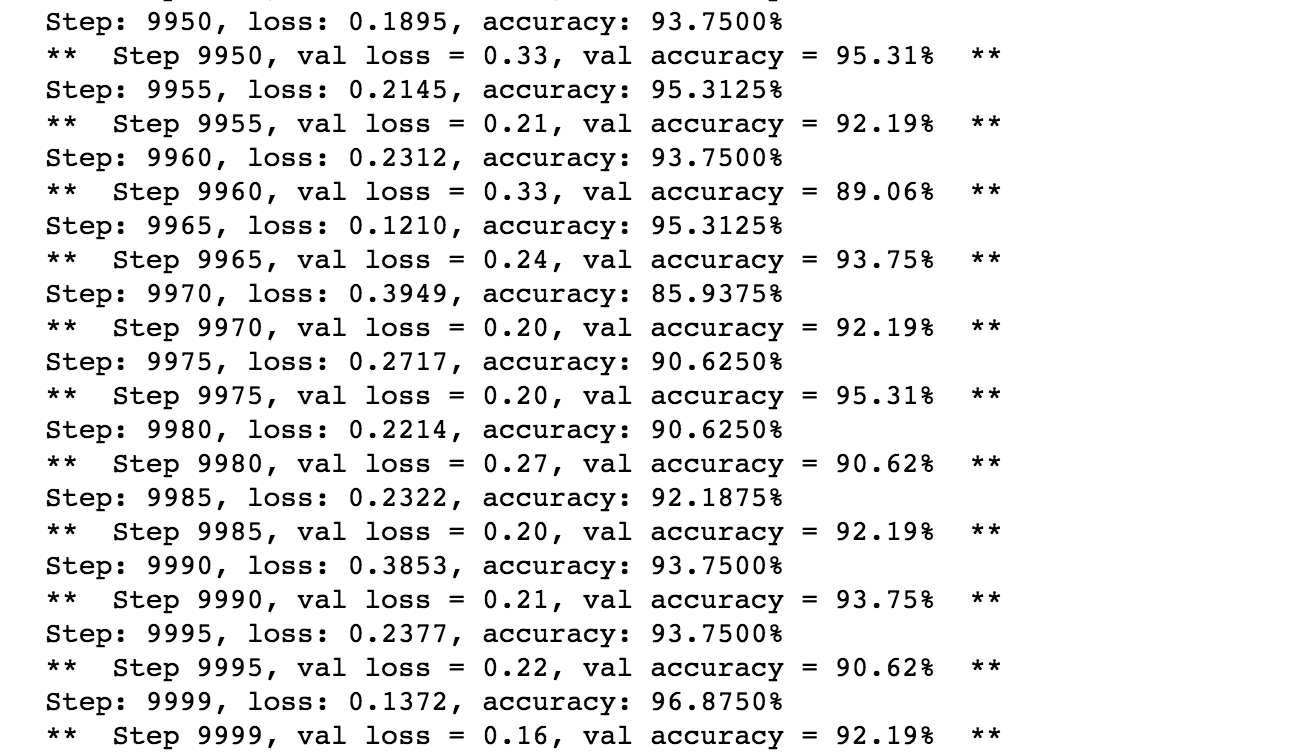 Step: 9950, loss: 0.1895, accuracy: 93.7500%
**  Step 9950, val loss = 0.33, val accuracy = 95.31%  **
Step: 9955, loss: 0.2145, accuracy: 95.3125%
**  Step 9955, val loss = 0.21, val accuracy = 92.19%  **
Step: 9960, loss: 0.2312, accuracy: 93.7500%
**  Step 9960, val loss = 0.33, val accuracy = 89.06%  **
Step: 9965, loss: 0.1210, accuracy: 95.3125%
**  Step 9965, val loss = 0.24, val accuracy = 93.75%  **
Step: 9970, loss: 0.3949, accuracy: 85.9375%
**  Step 9970, val loss = 0.20, val accuracy = 92.19%  **
Step: 9975, loss: 0.2717, accuracy: 90.6250%
**  Step 9975, val loss = 0.20, val accuracy = 95.31%  **
Step: 9980, loss: 0.2214, accuracy: 90.6250%
**  Step 9980, val loss = 0.27, val accuracy = 90.62%  **
Step: 9985, loss: 0.2322, accuracy: 92.1875%
**  Step 9985, val loss = 0.20, val accuracy = 92.19%  **
Step: 9990, loss: 0.3853, accuracy: 93.7500%
**  Step 9990, val loss = 0.21, val accuracy = 93.75%  **
Step: 9995, loss: 0.2377, accuracy: 93.7500%
**  Step 9995, val loss = 0.22, val accuracy = 90.62%  **
Step: 9999, loss: 0.1372, accuracy: 96.8750%
**  Step 9999, val loss = 0.16, val accuracy = 92.19%  **